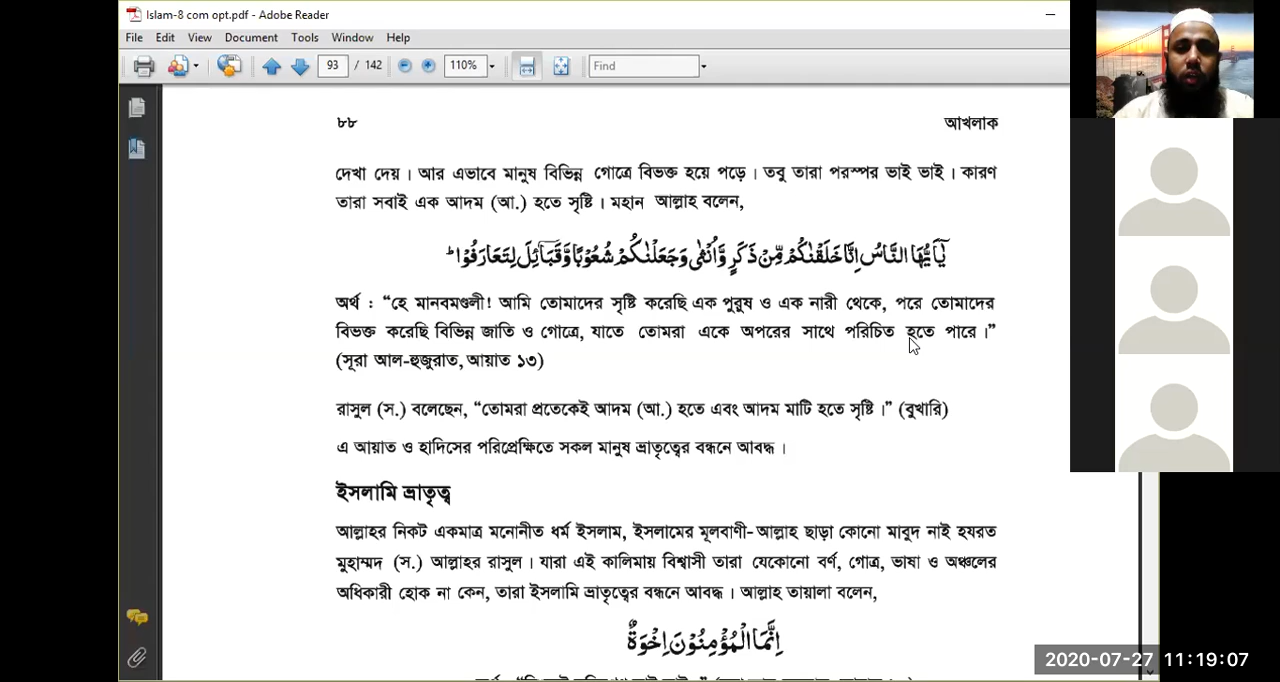 Islam-8 com opt.pdf - Adobe Reader
File Edit View Document Tools Window Help
93 / 142 110% Find
৮৮ আখলাক
দেখা দেয়। আর এভাবে মানুষ বিভিন্ন গোত্রে বিভক্ত হয়ে পড়ে। তবু তারা পরস্পর ভাই ভাই। কারণ
তারা সবাই এক আদম (আ.) হতে সৃষ্টি। মহান আল্লাহ বলেন,
يٰٓاَيُّهَا النَّاسُ اِنَّا خَلَقْنٰكُمْ مِّنْ ذَكَرٍ وَّاُنْثٰى وَجَعَلْنٰكُمْ شُعُوْبًا وَّقَبَآئِلَ لِتَعَارَفُوْا ؕ
অর্থ : “হে মানবমণ্ডলী! আমি তোমাদের সৃষ্টি করেছি এক পুরুষ ও এক নারী থেকে, পরে তোমাদের
বিভক্ত করেছি বিভিন্ন জাতি ও গোত্রে, যাতে তোমরা একে অপরের সাথে পরিচিত হতে পারে।”
(সূরা আল-হুজুরাত, আয়াত ১৩)
রাসুল (স.) বলেছেন, “তোমরা প্রতেকেই আদম (আ.) হতে এবং আদম মাটি হতে সৃষ্টি।” (বুখারি)
এ আয়াত ও হাদিসের পরিপ্রেক্ষিতে সকল মানুষ ভ্রাতৃত্বের বন্ধনে আবদ্ধ।
ইসলামি ভ্রাতৃত্ব
আল্লাহর নিকট একমাত্র মনোনীত ধর্ম ইসলাম, ইসলামের মূলবাণী-আল্লাহ ছাড়া কোনো মাবুদ নাই হযরত
মুহাম্মদ (স.) আল্লাহর রাসুল। যারা এই কালিমায় বিশ্বাসী তারা যেকোনো বর্ণ, গোত্র, ভাষা ও অঞ্চলের
অধিকারী হোক না কেন, তারা ইসলামি ভ্রাতৃত্বের বন্ধনে আবদ্ধ। আল্লাহ তায়ালা বলেন,
اِنَّمَا الْمُؤْمِنُوْنَ اِخْوَةٌ
2020-07-27 11:19:07